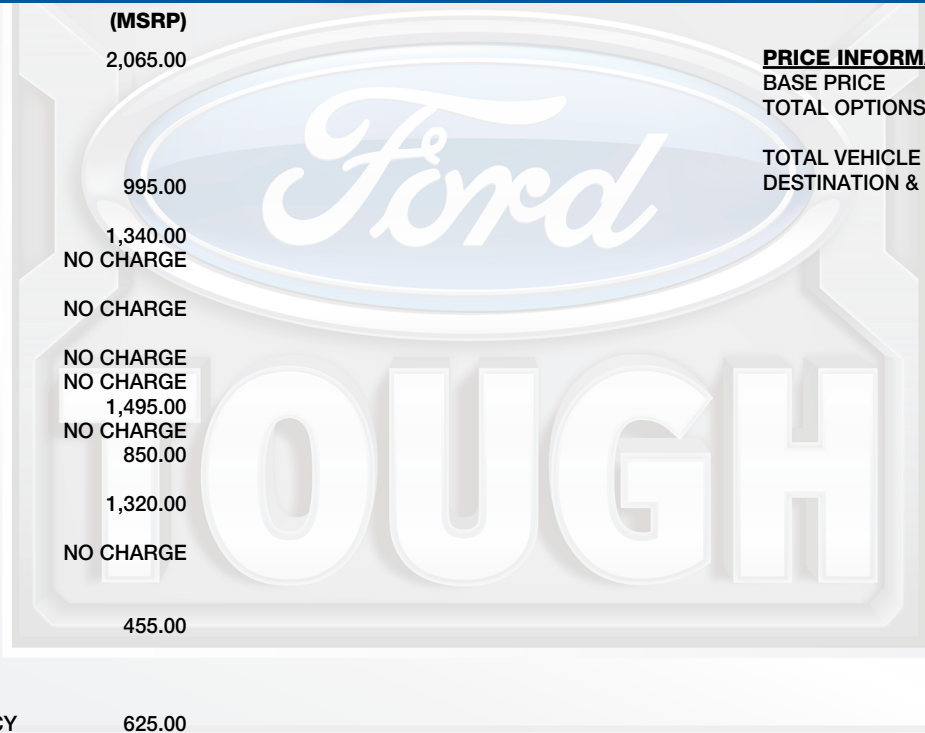 (MSRP)
2,065.00
995.00
1,340.00
NO CHARGE
NO CHARGE
NO CHARGE
NO CHARGE
1,495.00
NO CHARGE
850.00
1,320.00
NO CHARGE
455.00
CY 625.00
PRICE INFORMA
BASE PRICE
TOTAL OPTIONS
TOTAL VEHICLE
DESTINATION &
Ford
TOUGH